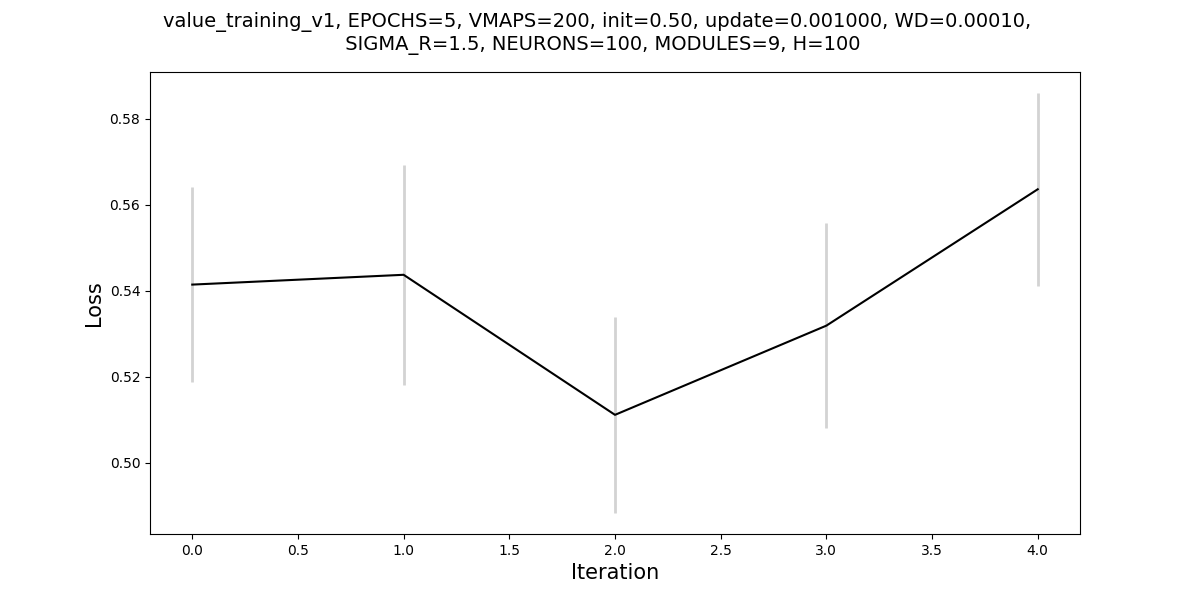 value_training_v1, EPOCHS=5, VMAPS=200, init=0.50, update=0.001000, WD=0.00010,
SIGMA_R=1.5, NEURONS=100, MODULES=9, H=100
0.58
0.56
0.54
0.52
0.50
Loss
0.0 0.5 1.0 1.5 2.0 2.5 3.0 3.5 4.0
Iteration